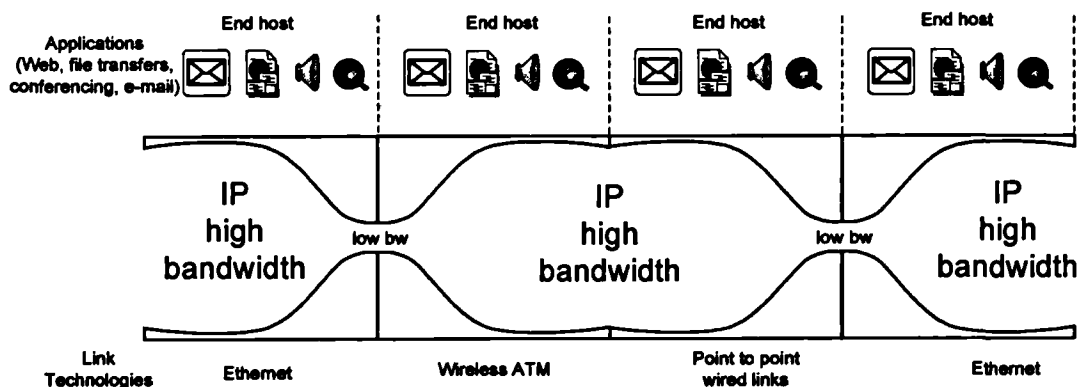 End host
End host
End host
End host
Applications
(Web, file transfers,
conferencing, e-mail)
IP
high
bandwidth
low bw
IP
high
bandwidth
low bw
IP
high
bandwidth
Link
Technologies
Ethernet
Wireless ATM
Point to point
wired links
Ethernet